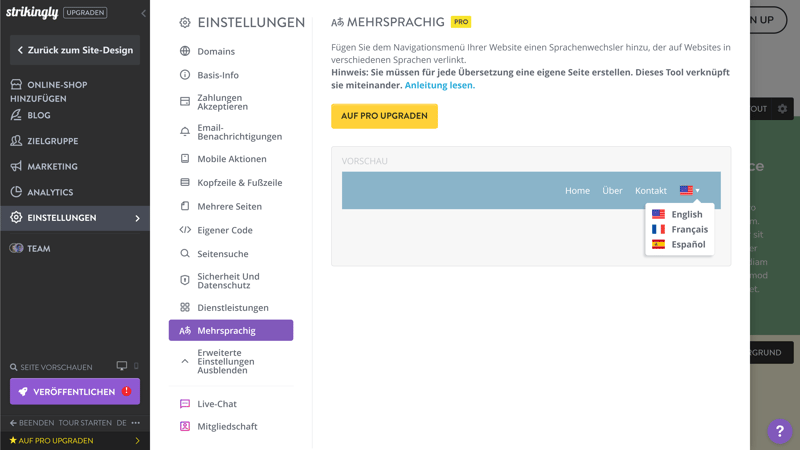 strikingly
UPGRADEN
Zurück zum Site-Design
ONLINE-SHOP
HINZUFÜGEN
BLOG
ZIELGRUPPE
MARKETING
ANALYTICS
EINSTELLUNGEN
TEAM
SEITE VORSCHAUEN
VERÖFFENTLICHEN
!
BEENDEN TOUR STARTEN DE
AUF PRO UPGRADEN
EINSTELLUNGEN
Domains
Basis-Info
Zahlungen
Akzeptieren
Email-
Benachrichtigungen
Mobile Aktionen
Kopfzeile & Fußzeile
Mehrere Seiten
Eigener Code
Seitensuche
Sicherheit Und
Datenschutz
Dienstleistungen
Mehrsprachig
Erweiterte
Einstellungen
Ausblenden
Live-Chat
Mitgliedschaft
MEHRSPRACHIG PRO
Fügen Sie dem Navigationsmenü Ihrer Website einen Sprachenwechsler hinzu, der auf Websites in
verschiedenen Sprachen verlinkt.
Hinweis: Sie müssen für jede Übersetzung eine eigene Seite erstellen. Dieses Tool verknüpft
sie miteinander. Anleitung lesen.
AUF PRO UPGRADEN
VORSCHAU
Home Über Kontakt
English
Français
Español
?